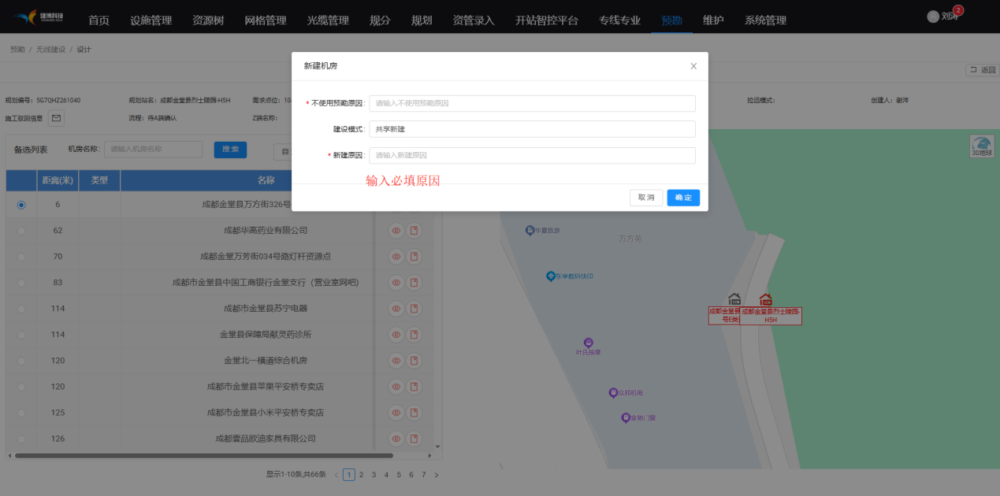 建博科技
首页 设施管理 资源树 网格管理 光缆管理 规分 规划 资管录入 开站智控平台 专线专业 预勘 维护 系统管理
刘涛 2
预勘 / 无线建设 / 设计
返回
新建机房
* 不使用预勘原因: 请输入不使用预勘原因
建设模式: 共享新建
* 新建原因: 请输入新建原因
输入必填原因
取 消 确 定
规划编号: 5G7QHZ261040 规划站名: 成都金堂县烈士陵园-H5H 需求点位: 10 拉远模式: 创建人: 谢涔
施工驳回信息 流程: 待A端确认 Z端名称:
备选列表 机房名称: 请输入机房名称 搜 索 自
距离(米) 类型 名称
6 成都金堂县万方街326号
62 成都华高药业有限公司
70 成都金堂万芳街034号路灯杆资源点
83 成都市金堂县中国工商银行金堂支行（营业室网吧)
114 成都市金堂县苏宁电器
114 金堂县保障局献灵药诊所
120 金堂北一横道综合机房
120 成都市金堂县苹果平安桥专卖店
125 成都市金堂县小米平安桥专卖店
126 成都壹品欧迪家具有限公司
显示1-10条,共66条 < 1 2 3 4 5 6 7 >
3D地球
华夏旅游
万方苑
东举数码快印
成都金堂县
号E类
成都金堂县烈士陵园-
H5H
叶氏按摩
众邦机电
金驰门窗